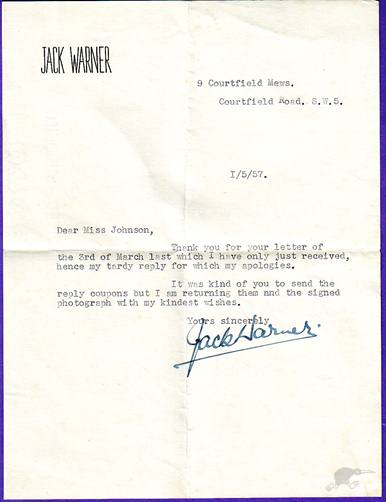 JACK WARNER
9 Courtfield Mews.
Courtfield Road. S.W.5.
I/5/57.
Dear Miss Johnson,
Thank you for your letter of
the 3rd of March last which I have only just received,
hence my tardy reply for which my apologies.
It was kind of you to send the
reply coupons but I am returning them and the signed
photograph with my kindest wishes.
Yours sincerely
Jack Warner.